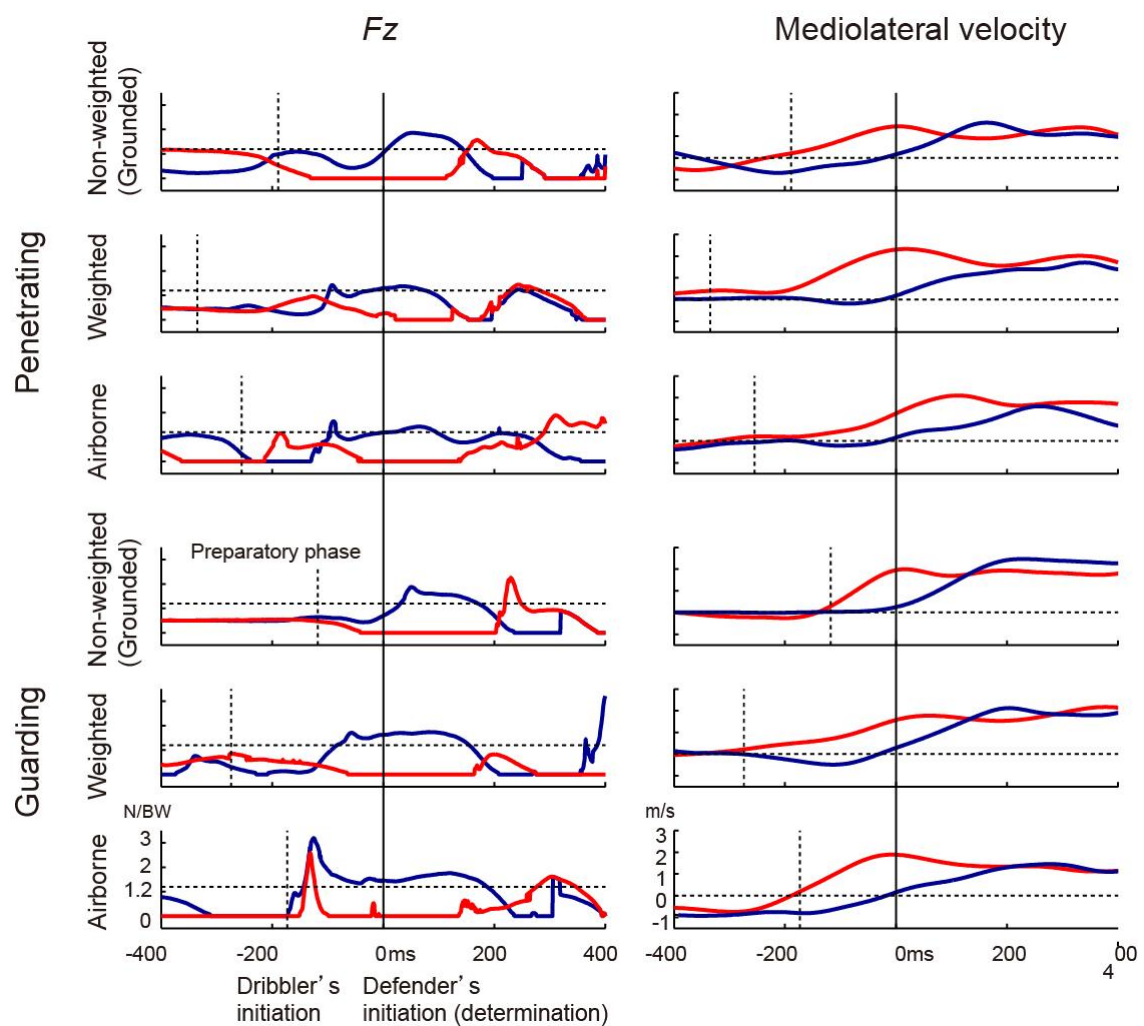 Fz
Mediolateral velocity
Penetrating
Non-weighted
(Grounded)
Weighted
Airborne
Guarding
Non-weighted
(Grounded)
Preparatory phase
Weighted
Airborne
N/BW
3
2
1.2
0
m/s
3
2
1
0
-1
-400
-200
0ms
200
400
-400
-200
0ms
200
00
4
Dribbler's
initiation
Defender's
initiation (determination)